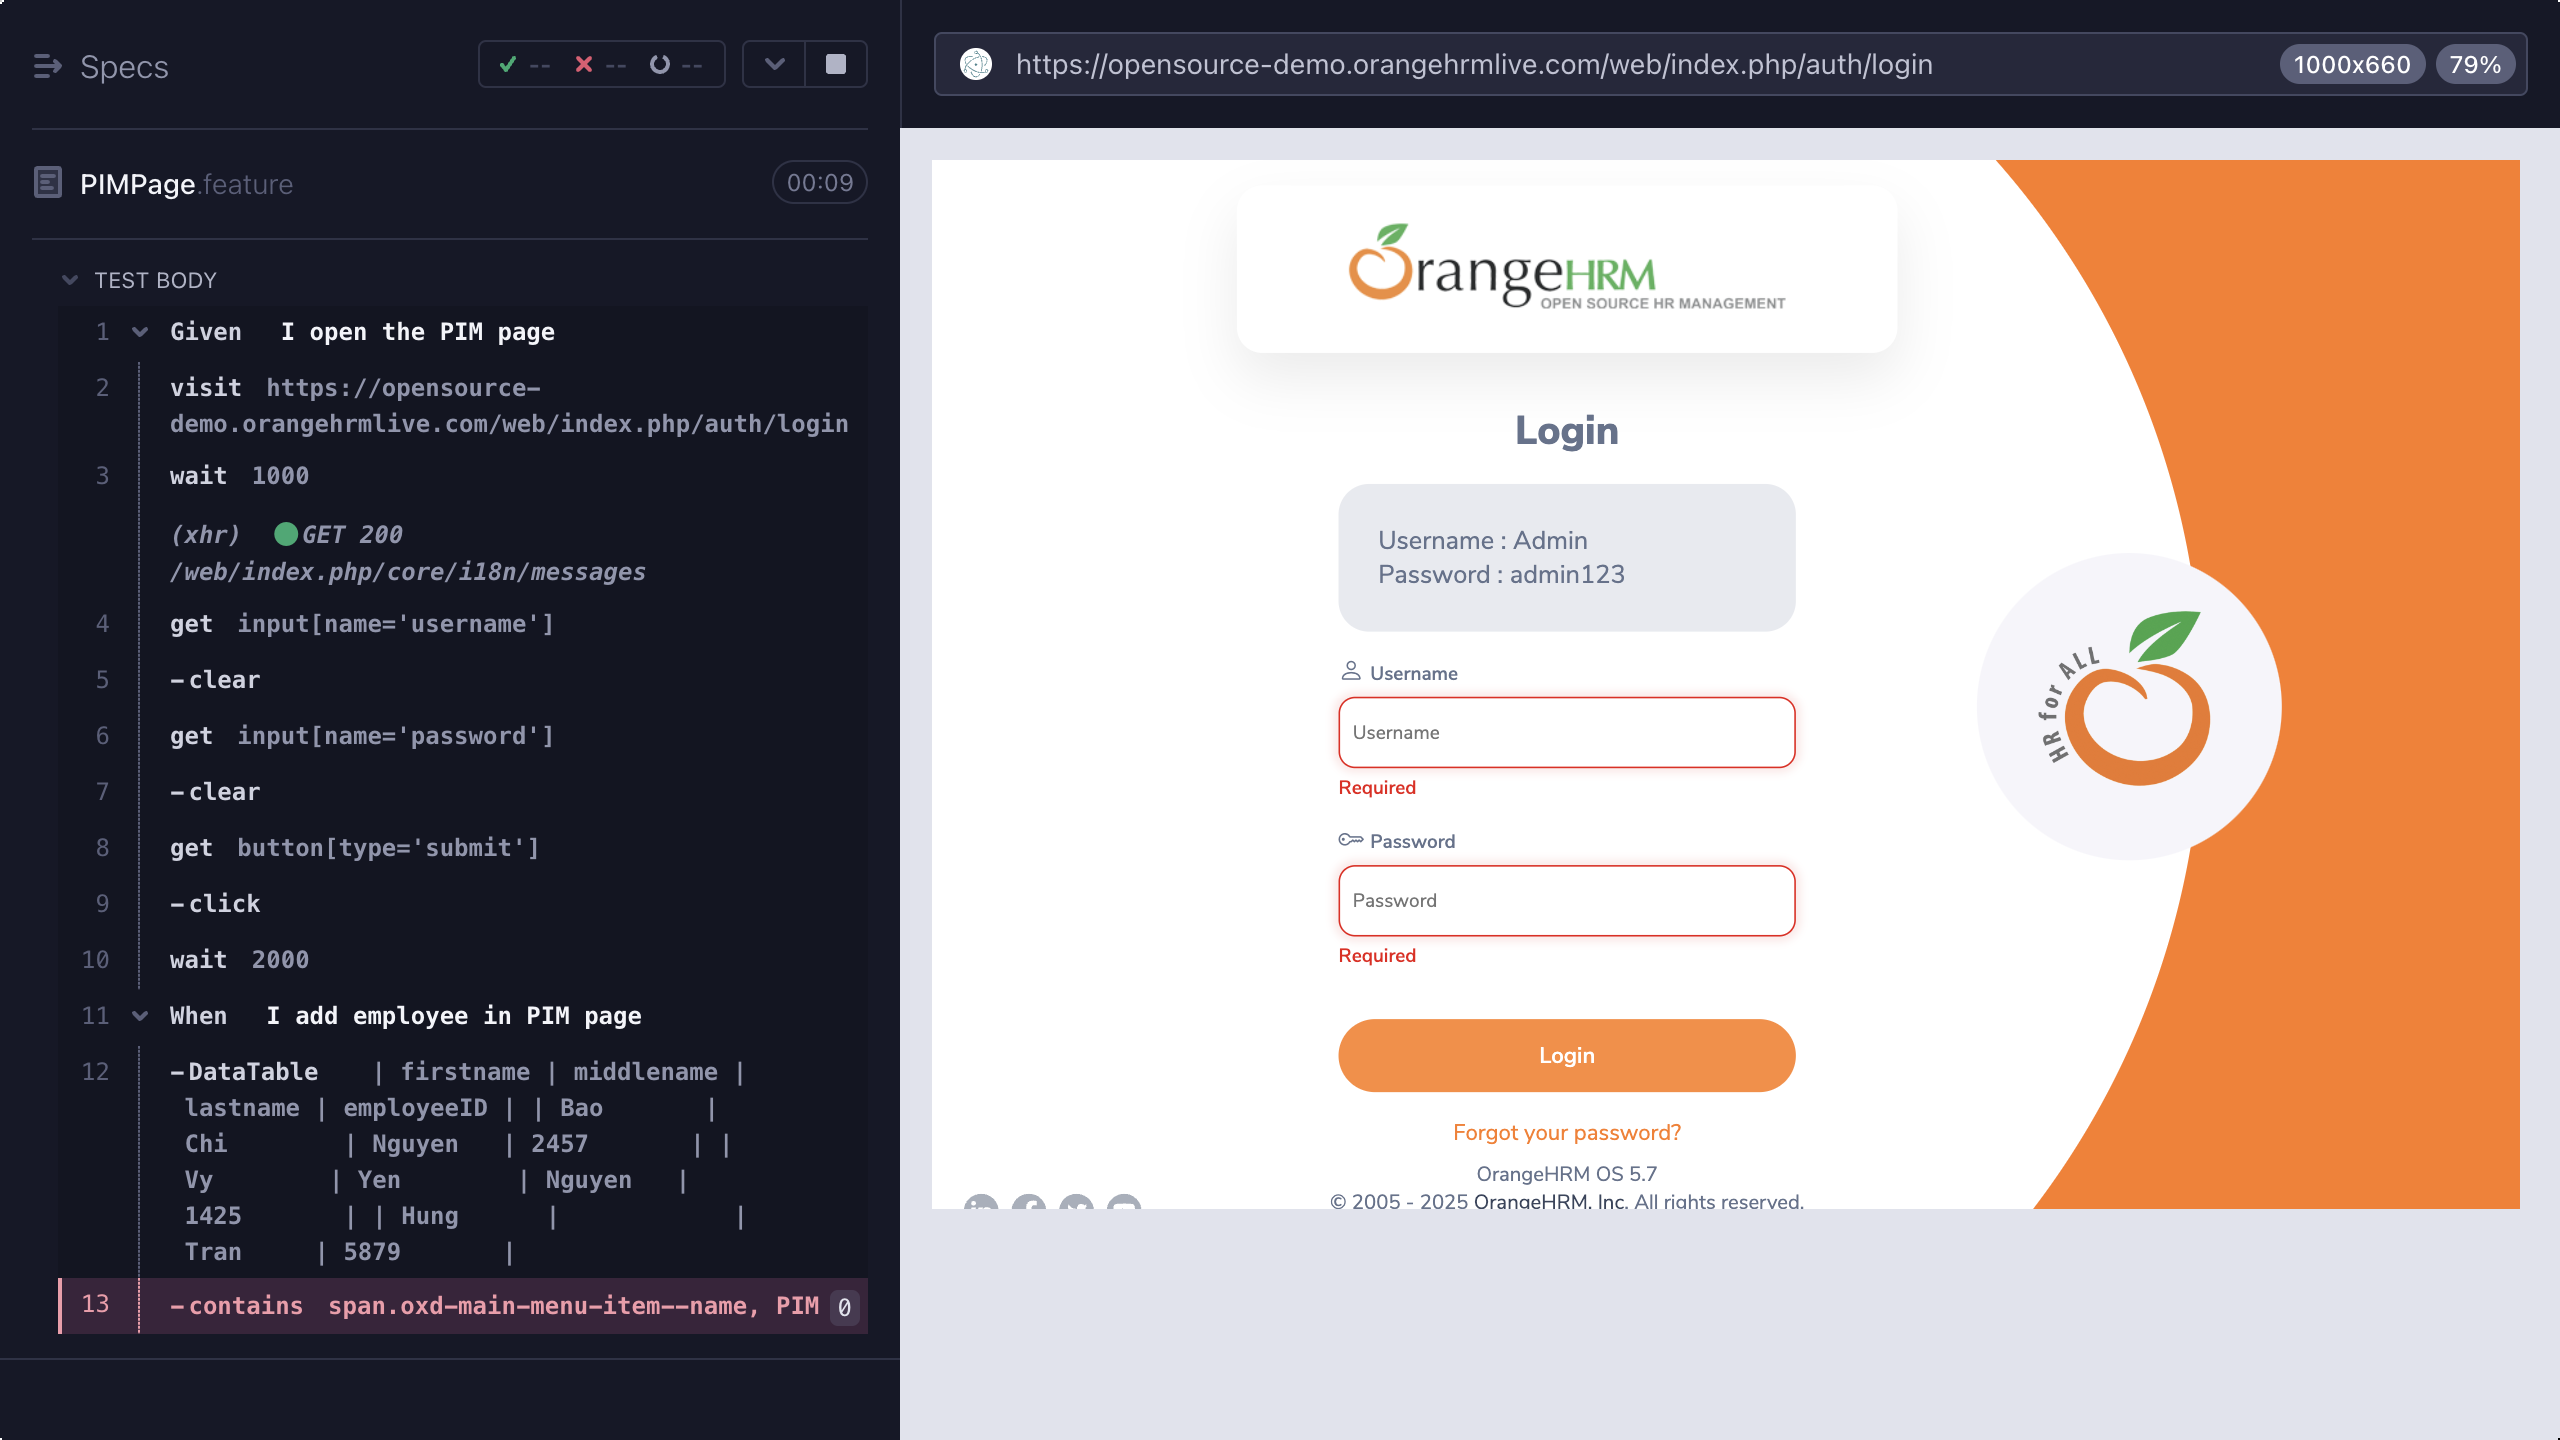 Specs
-- -- --
PIMPage.feature
00:09
TEST BODY
1 Given I open the PIM page
2 visit https://opensource-
demo.orangehrmlive.com/web/index.php/auth/login
3 wait 1000
(xhr) GET 200
/web/index.php/core/i18n/messages
4 get input[name='username']
5 -clear
6 get input[name='password']
7 -clear
8 get button[type='submit']
9 -click
10 wait 2000
11 When I add employee in PIM page
12 -DataTable | firstname | middlename |
lastname | employeeID | | Bao |
Chi | Nguyen | 2457 | |
Vy | Yen | Nguyen |
1425 | | Hung | |
Tran | 5879 |
13 -contains span.oxd-main-menu-item--name, PIM 0
https://opensource-demo.orangehrmlive.com/web/index.php/auth/login
1000x660
79%
OrangeHRM
OPEN SOURCE HR MANAGEMENT
Login
Username : Admin
Password : admin123
Username
Username
Required
Password
Password
Required
Login
Forgot your password?
OrangeHRM OS 5.7
© 2005 - 2025 OrangeHRM, Inc. All rights reserved.
HR for ALL